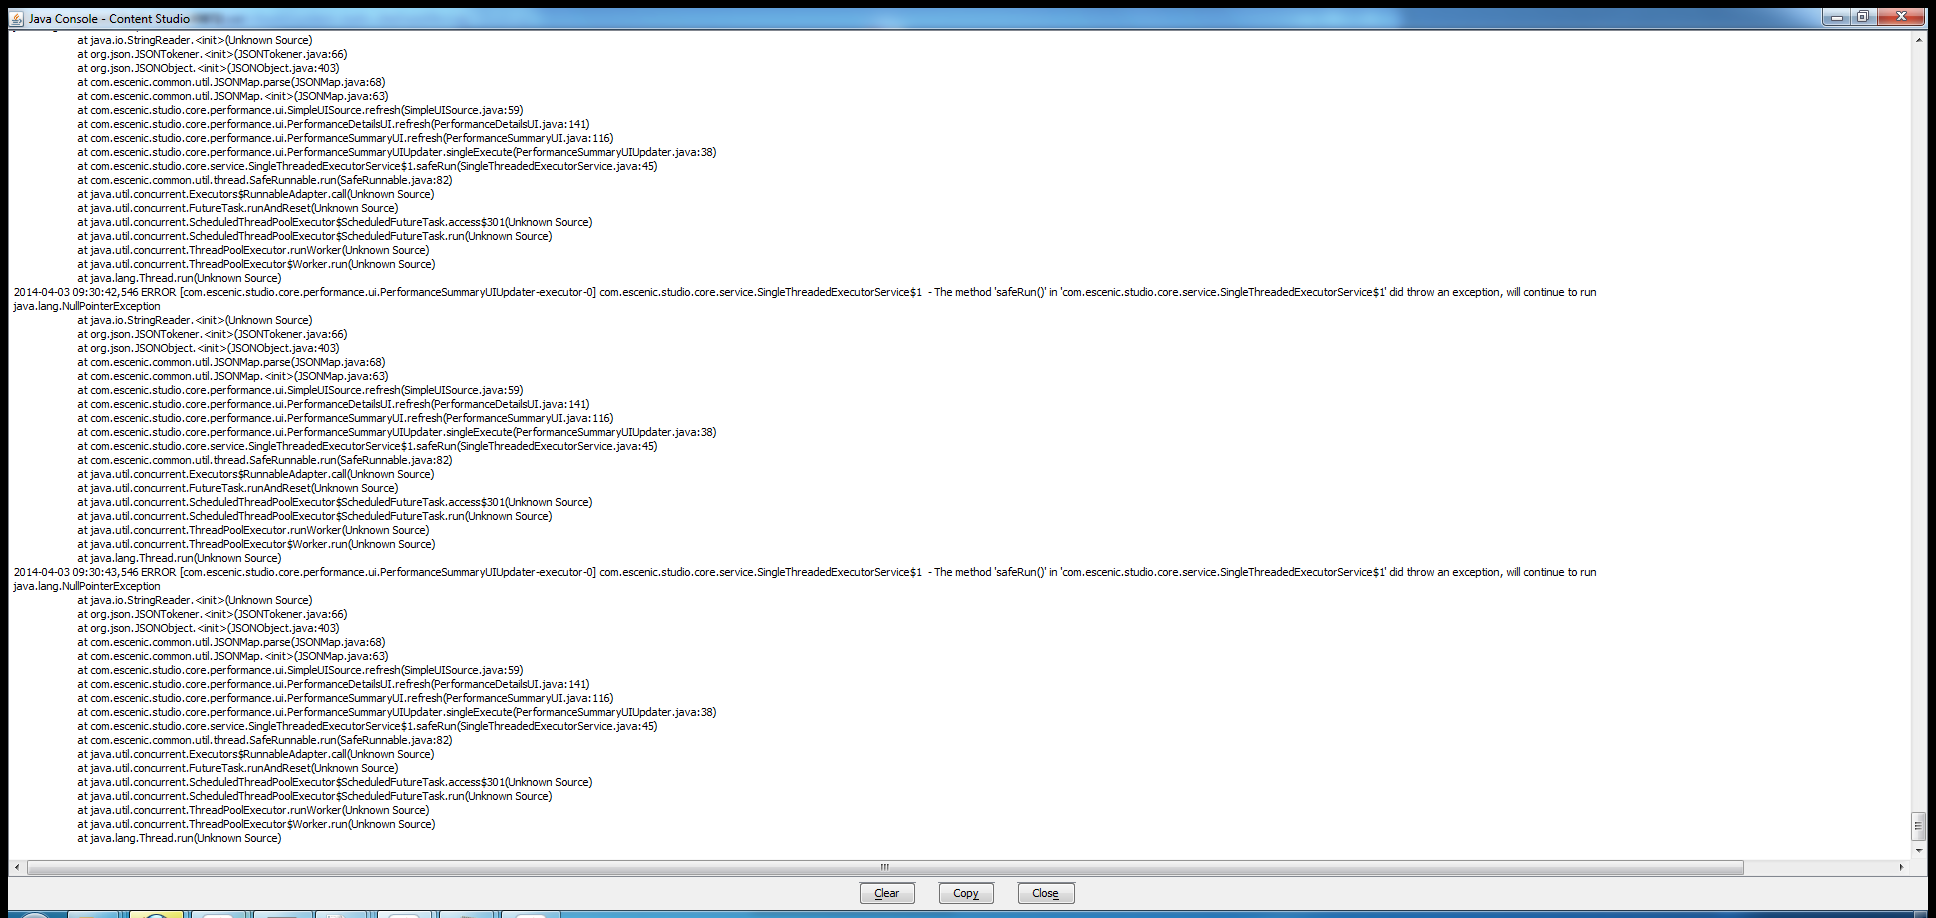 Java Console - Content Studio
at java.io.StringReader.<init>(Unknown Source)
at org.json.JSONTokener.<init>(JSONTokener.java:66)
at org.json.JSONObject.<init>(JSONObject.java:403)
at com.escenic.common.util.JSONMap.parse(JSONMap.java:68)
at com.escenic.common.util.JSONMap.<init>(JSONMap.java:63)
at com.escenic.studio.core.performance.ui.SimpleUISource.refresh(SimpleUISource.java:59)
at com.escenic.studio.core.performance.ui.PerformanceDetailsUI.refresh(PerformanceDetailsUI.java:141)
at com.escenic.studio.core.performance.ui.PerformanceSummaryUI.refresh(PerformanceSummaryUI.java:116)
at com.escenic.studio.core.performance.ui.PerformanceSummaryUIUpdater.singleExecute(PerformanceSummaryUIUpdater.java:38)
at com.escenic.studio.core.service.SingleThreadedExecutorService$1.safeRun(SingleThreadedExecutorService.java:45)
at com.escenic.common.util.thread.SafeRunnable.run(SafeRunnable.java:82)
at java.util.concurrent.Executors$RunnableAdapter.call(Unknown Source)
at java.util.concurrent.FutureTask.runAndReset(Unknown Source)
at java.util.concurrent.ScheduledThreadPoolExecutor$ScheduledFutureTask.access$301(Unknown Source)
at java.util.concurrent.ScheduledThreadPoolExecutor$ScheduledFutureTask.run(Unknown Source)
at java.util.concurrent.ThreadPoolExecutor.runWorker(Unknown Source)
at java.util.concurrent.ThreadPoolExecutor$Worker.run(Unknown Source)
at java.lang.Thread.run(Unknown Source)
2014-04-03 09:30:42,546 ERROR [com.escenic.studio.core.performance.ui.PerformanceSummaryUIUpdater-executor-0] com.escenic.studio.core.service.SingleThreadedExecutorService$1 - The method 'safeRun()' in 'com.escenic.studio.core.service.SingleThreadedExecutorService$1' did throw an exception, will continue to run
java.lang.NullPointerException
at java.io.StringReader.<init>(Unknown Source)
at org.json.JSONTokener.<init>(JSONTokener.java:66)
at org.json.JSONObject.<init>(JSONObject.java:403)
at com.escenic.common.util.JSONMap.parse(JSONMap.java:68)
at com.escenic.common.util.JSONMap.<init>(JSONMap.java:63)
at com.escenic.studio.core.performance.ui.SimpleUISource.refresh(SimpleUISource.java:59)
at com.escenic.studio.core.performance.ui.PerformanceDetailsUI.refresh(PerformanceDetailsUI.java:141)
at com.escenic.studio.core.performance.ui.PerformanceSummaryUI.refresh(PerformanceSummaryUI.java:116)
at com.escenic.studio.core.performance.ui.PerformanceSummaryUIUpdater.singleExecute(PerformanceSummaryUIUpdater.java:38)
at com.escenic.studio.core.service.SingleThreadedExecutorService$1.safeRun(SingleThreadedExecutorService.java:45)
at com.escenic.common.util.thread.SafeRunnable.run(SafeRunnable.java:82)
at java.util.concurrent.Executors$RunnableAdapter.call(Unknown Source)
at java.util.concurrent.FutureTask.runAndReset(Unknown Source)
at java.util.concurrent.ScheduledThreadPoolExecutor$ScheduledFutureTask.access$301(Unknown Source)
at java.util.concurrent.ScheduledThreadPoolExecutor$ScheduledFutureTask.run(Unknown Source)
at java.util.concurrent.ThreadPoolExecutor.runWorker(Unknown Source)
at java.util.concurrent.ThreadPoolExecutor$Worker.run(Unknown Source)
at java.lang.Thread.run(Unknown Source)
2014-04-03 09:30:43,546 ERROR [com.escenic.studio.core.performance.ui.PerformanceSummaryUIUpdater-executor-0] com.escenic.studio.core.service.SingleThreadedExecutorService$1 - The method 'safeRun()' in 'com.escenic.studio.core.service.SingleThreadedExecutorService$1' did throw an exception, will continue to run
java.lang.NullPointerException
at java.io.StringReader.<init>(Unknown Source)
at org.json.JSONTokener.<init>(JSONTokener.java:66)
at org.json.JSONObject.<init>(JSONObject.java:403)
at com.escenic.common.util.JSONMap.parse(JSONMap.java:68)
at com.escenic.common.util.JSONMap.<init>(JSONMap.java:63)
at com.escenic.studio.core.performance.ui.SimpleUISource.refresh(SimpleUISource.java:59)
at com.escenic.studio.core.performance.ui.PerformanceDetailsUI.refresh(PerformanceDetailsUI.java:141)
at com.escenic.studio.core.performance.ui.PerformanceSummaryUI.refresh(PerformanceSummaryUI.java:116)
at com.escenic.studio.core.performance.ui.PerformanceSummaryUIUpdater.singleExecute(PerformanceSummaryUIUpdater.java:38)
at com.escenic.studio.core.service.SingleThreadedExecutorService$1.safeRun(SingleThreadedExecutorService.java:45)
at com.escenic.common.util.thread.SafeRunnable.run(SafeRunnable.java:82)
at java.util.concurrent.Executors$RunnableAdapter.call(Unknown Source)
at java.util.concurrent.FutureTask.runAndReset(Unknown Source)
at java.util.concurrent.ScheduledThreadPoolExecutor$ScheduledFutureTask.access$301(Unknown Source)
at java.util.concurrent.ScheduledThreadPoolExecutor$ScheduledFutureTask.run(Unknown Source)
at java.util.concurrent.ThreadPoolExecutor.runWorker(Unknown Source)
at java.util.concurrent.ThreadPoolExecutor$Worker.run(Unknown Source)
at java.lang.Thread.run(Unknown Source)
Clear Copy Close